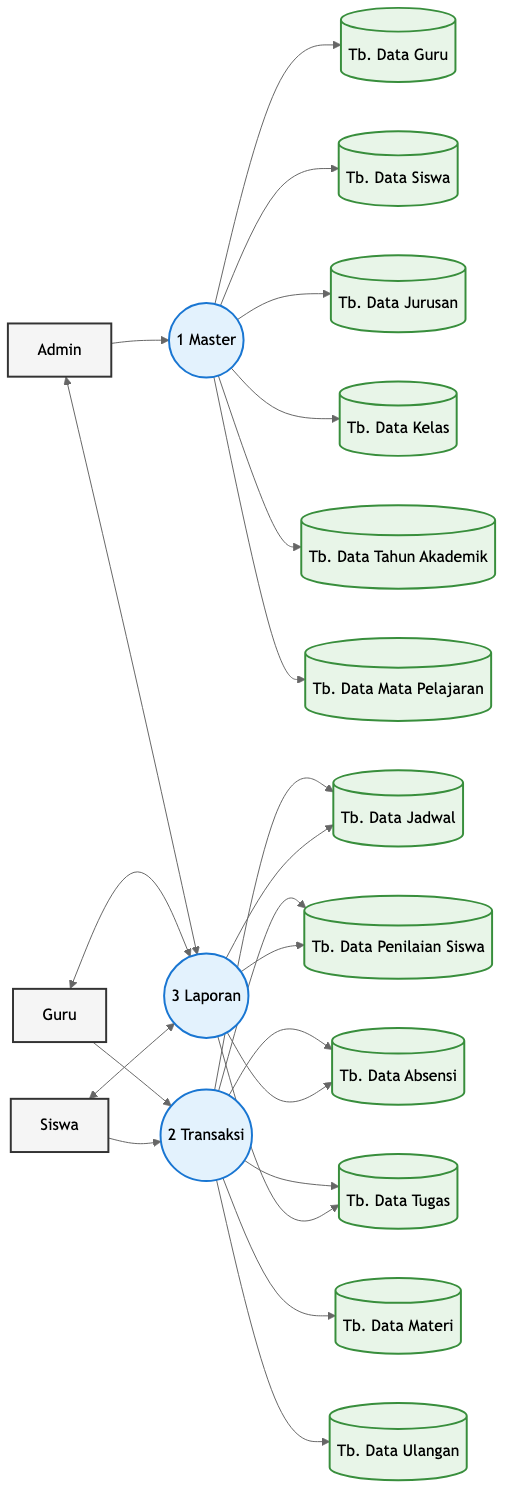 Tb. Data Guru
Tb. Data Siswa
Tb. Data Jurusan
1 Master
Admin
Tb. Data Kelas
Tb. Data Tahun Akademik
Tb. Data Mata Pelajaran
Tb. Data Jadwal
Tb. Data Penilaian Siswa
3 Laporan
Guru
Tb. Data Absensi
Siswa
2 Transaksi
Tb. Data Tugas
Tb. Data Materi
Tb. Data Ulangan